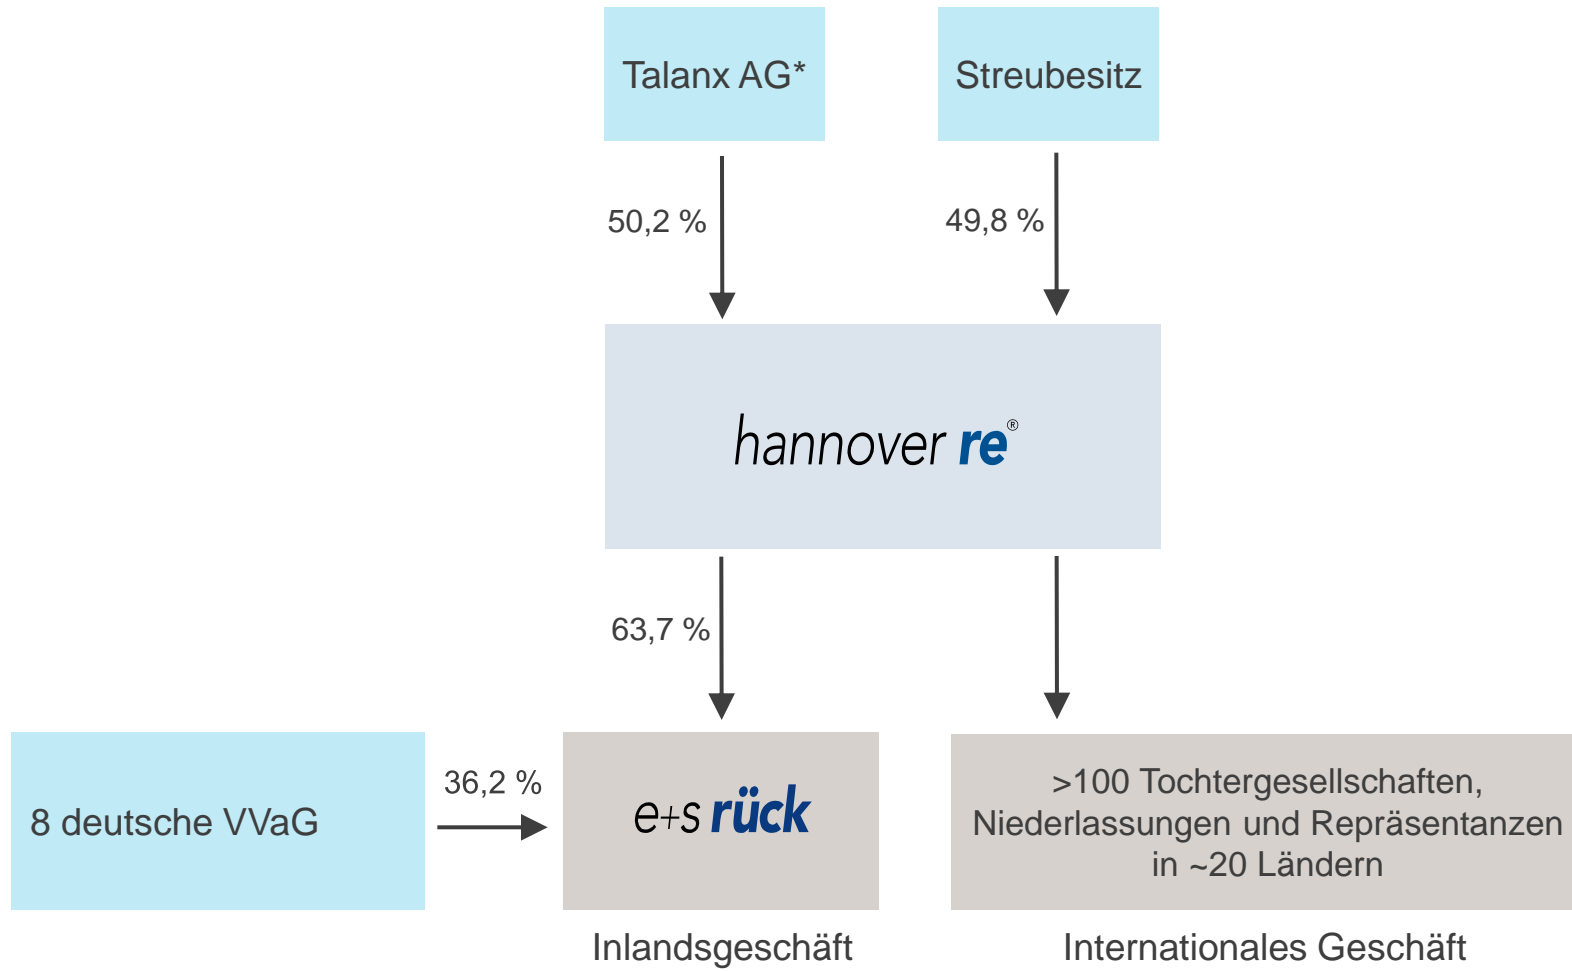 Talanx AG*
Streubesitz
50,2 %
49,8 %
hannover re®
63,7 %
8 deutsche VVaG
36,2 %
e+s rück
>100 Tochtergesellschaften,
Niederlassungen und Repräsentanzen
in ~20 Ländern
Inlandsgeschäft
Internationales Geschäft